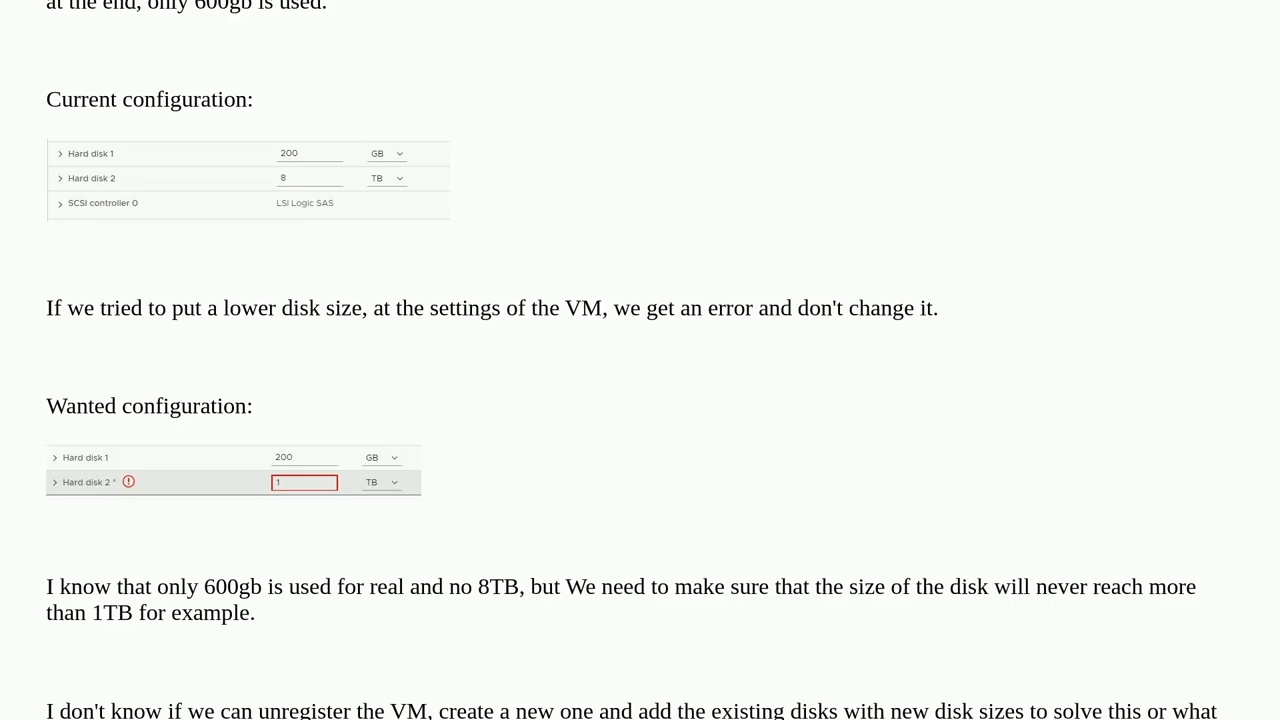 at the end, only 600gb is used.
Current configuration:
Hard disk 1 200 GB
Hard disk 2 8 TB
SCSI controller 0 LSI Logic SAS
If we tried to put a lower disk size, at the settings of the VM, we get an error and don't change it.
Wanted configuration:
Hard disk 1 200 GB
Hard disk 2 * 1 TB
I know that only 600gb is used for real and no 8TB, but We need to make sure that the size of the disk will never reach more
than 1TB for example.
I don't know if we can unregister the VM, create a new one and add the existing disks with new disk sizes to solve this or what